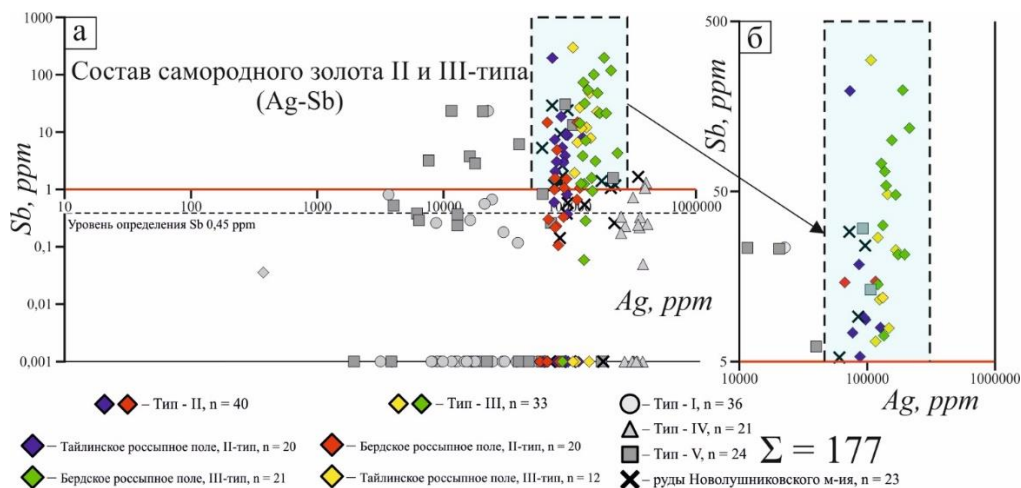 а
Состав самородного золота II и III-типа
(Ag-Sb)
Sb, ppm
1000
100
10
1
0,1
0,01
0,001
10
1000
1000000
Уровень определения Sb 0,45 ppm
Ag, ppm
б
Sb, ppm
500
50
5
10000
100000
1000000
Ag, ppm
– Тип - II, n = 40
– Тип - III, n = 33
– Тип - I, n = 36
– Тип - IV, n = 21
– Тип - V, n = 24
– руды Новолушниковского м-ия, n = 23
– Тайлинское россыпное поле, II-тип, n = 20
– Бердское россыпное поле, II-тип, n = 20
– Бердское россыпное поле, III-тип, n = 21
– Тайлинское россыпное поле, III-тип, n = 12
Σ = 177